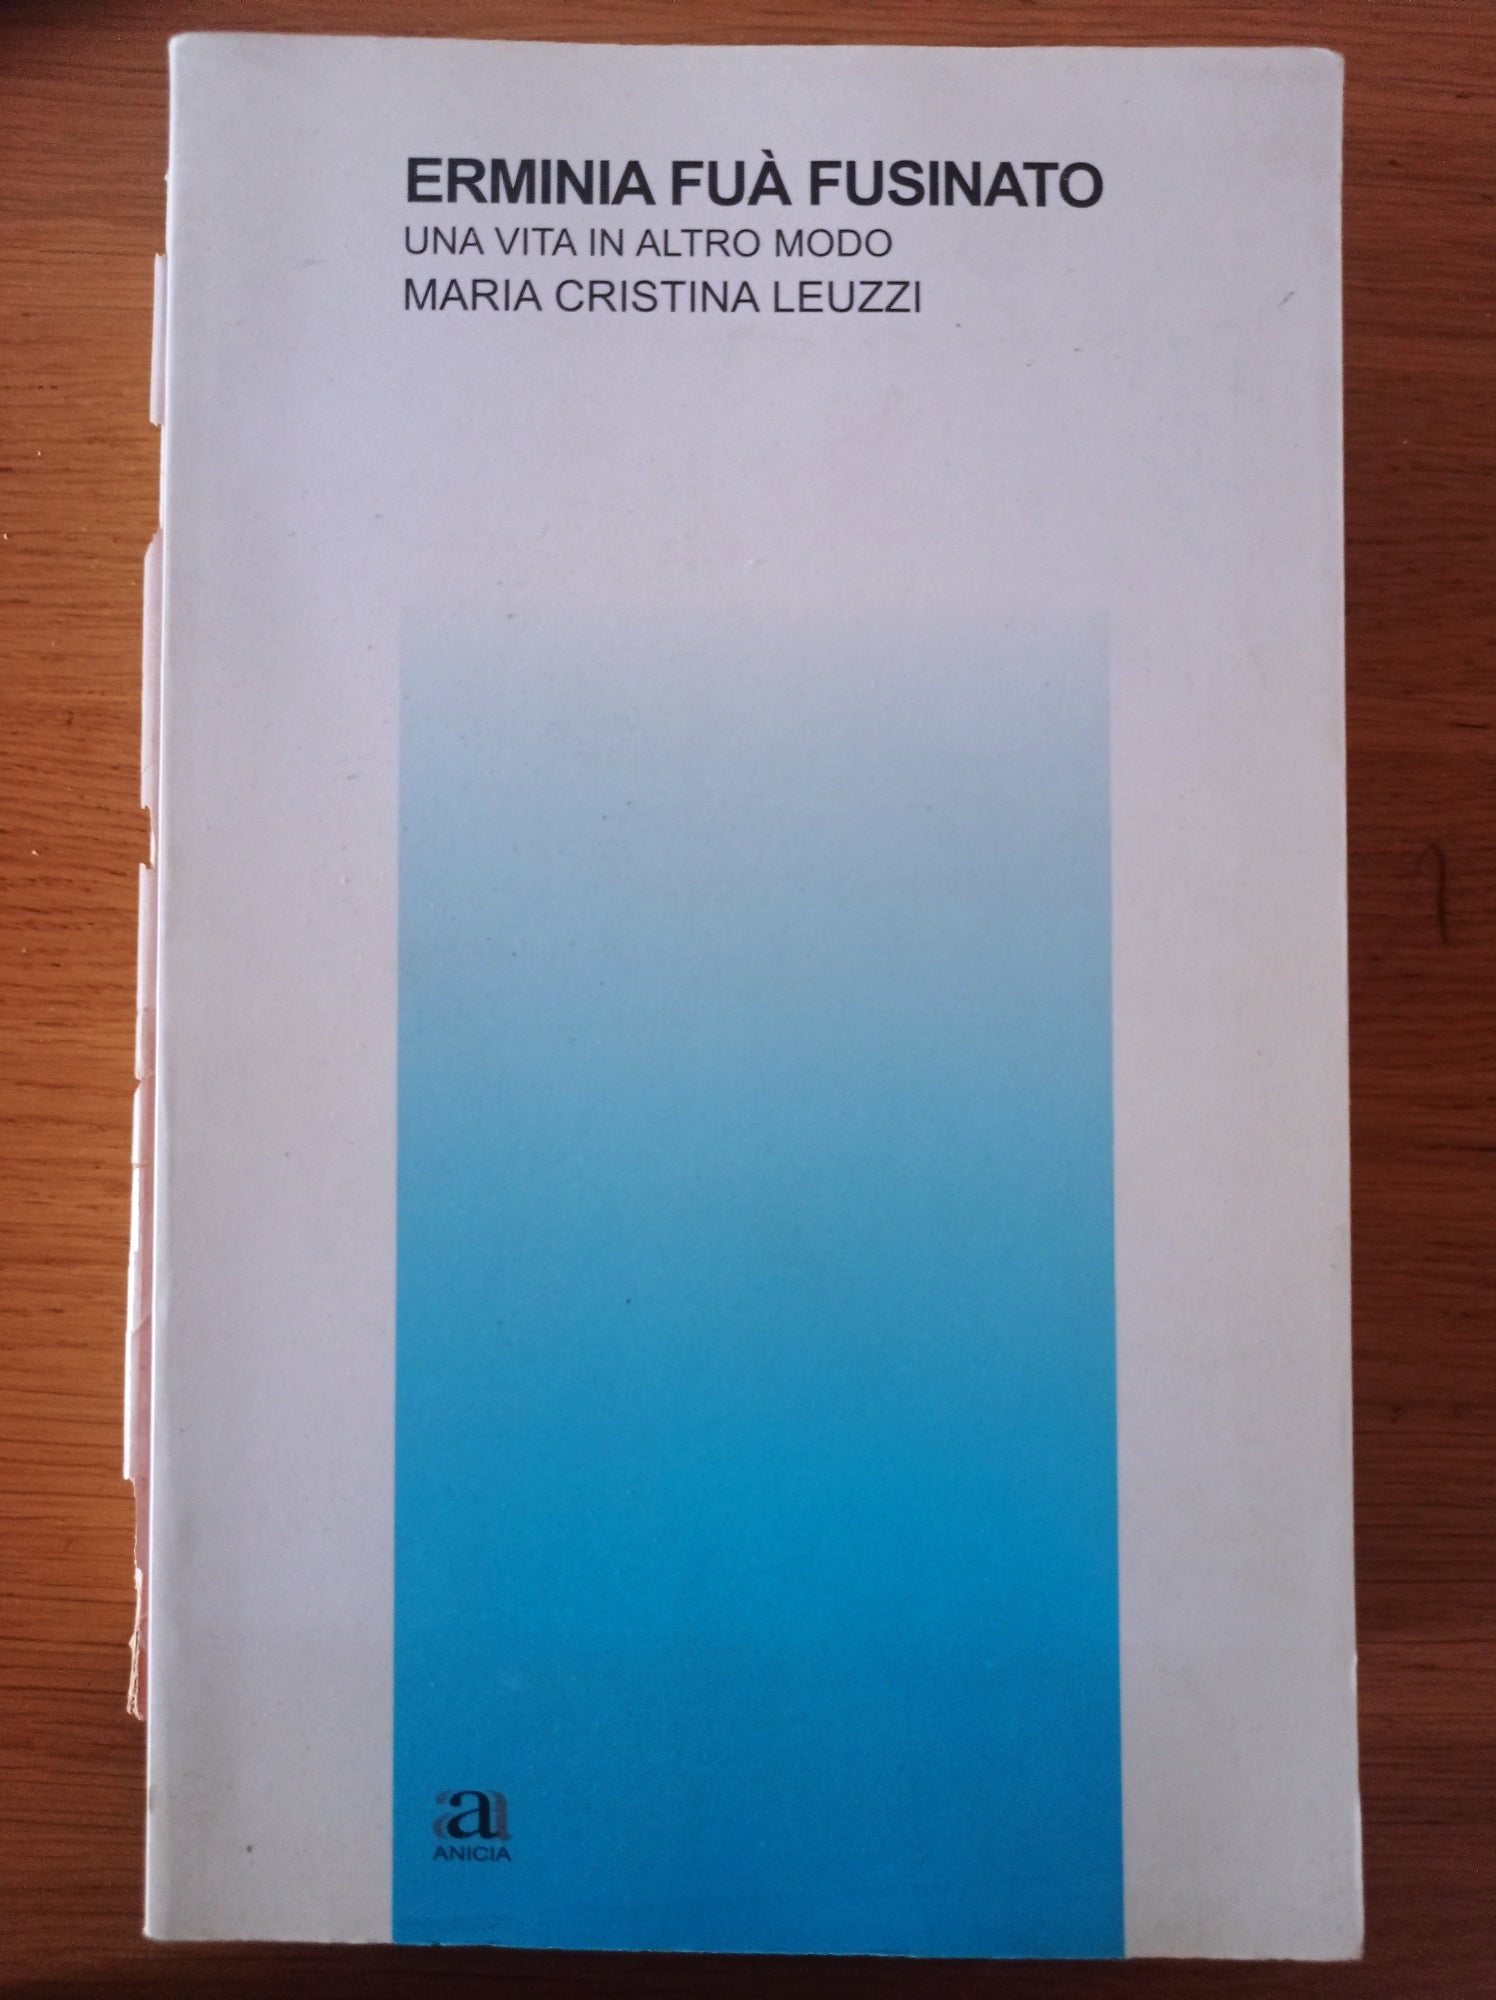 ERMINIA FUÀ FUSINATO
UNA VITA IN ALTRO MODO
MARIA CRISTINA LEUZZI
a
ANICIA